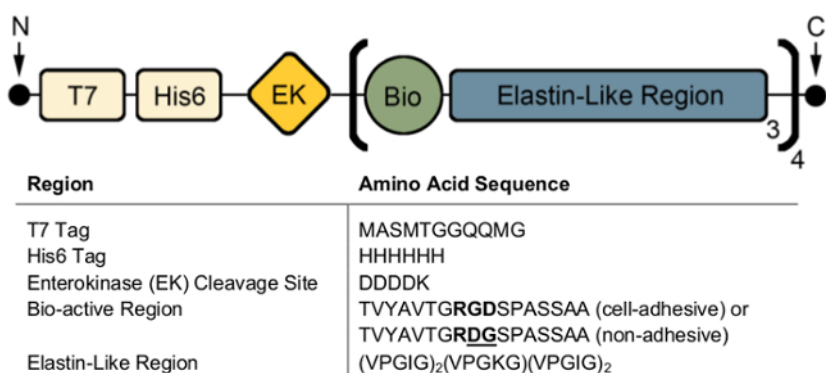 N C
T7 His6 EK Bio Elastin-Like Region 3 4
Region Amino Acid Sequence
T7 Tag MASMTGGQQMG
His6 Tag HHHHHH
Enterokinase (EK) Cleavage Site DDDDK
Bio-active Region TVYAVTGRGDSPASSAA (cell-adhesive) or
TVYAVTGRDGSPASSAA (non-adhesive)
Elastin-Like Region (VPGIG)₂(VPGKG)(VPGIG)₂